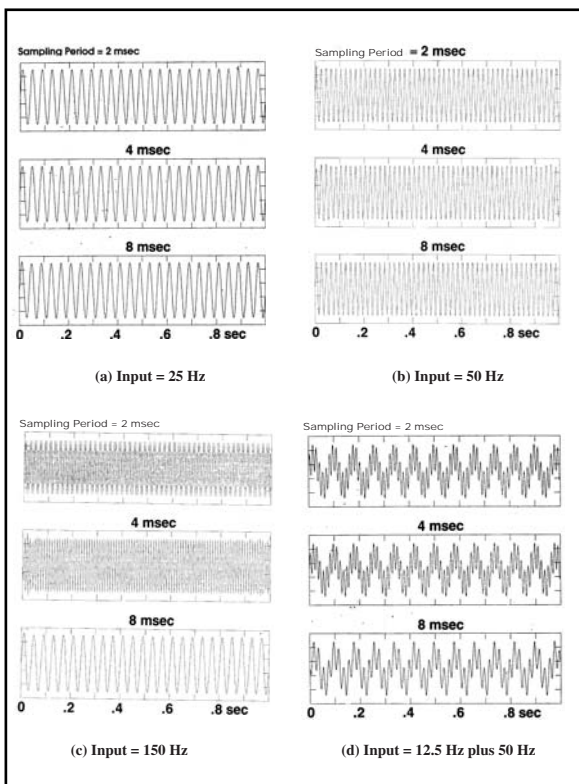 Sampling Period = 2 msec
4 msec
8 msec
0 .2 .4 .6 .8 sec
(a) Input = 25 Hz
Sampling Period = 2 msec
4 msec
8 msec
0 .2 .4 .6 .8 sec
(b) Input = 50 Hz
Sampling Period = 2 msec
4 msec
8 msec
0 .2 .4 .6 .8 sec
(c) Input = 150 Hz
Sampling Period = 2 msec
4 msec
8 msec
0 .2 .4 .6 .8 sec
(d) Input = 12.5 Hz plus 50 Hz